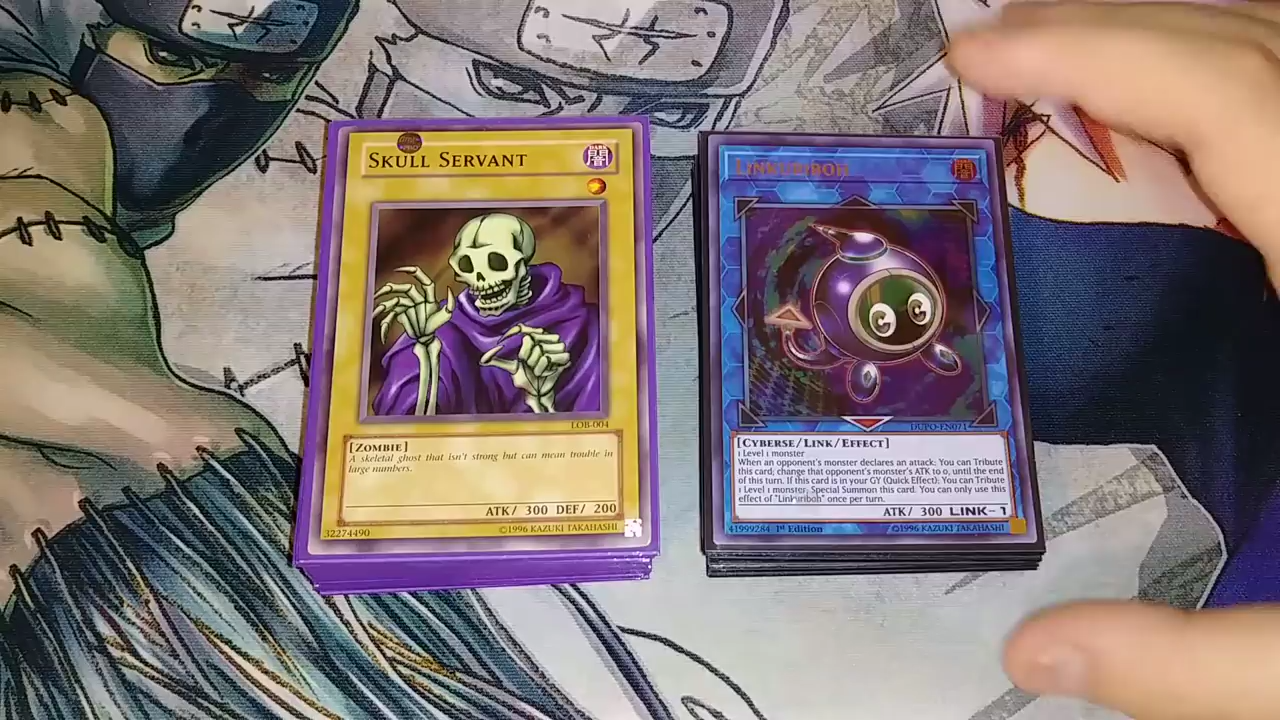 SKULL SERVANT
DARK
闇
LOB-004
[ZOMBIE]
A skeletal ghost that isn't strong but can mean trouble in
large numbers.
ATK/ 300 DEF/ 200
32274490
©1996 KAZUKI TAKAHASHI
LINKURIBOH
DUPO-EN071
[CYBERSE/LINK/EFFECT]
1 Level 1 monster
When an opponent's monster declares an attack: You can Tribute
this card; change that opponent's monster's ATK to 0, until the end
of this turn. If this card is in your GY (Quick Effect): You can Tribute
1 Level 1 monster; Special Summon this card. You can only use this
effect of "Linkuriboh" once per turn.
ATK/ 300 LINK-1
41999284 1st Edition
©1996 KAZUKI TAKAHASHI